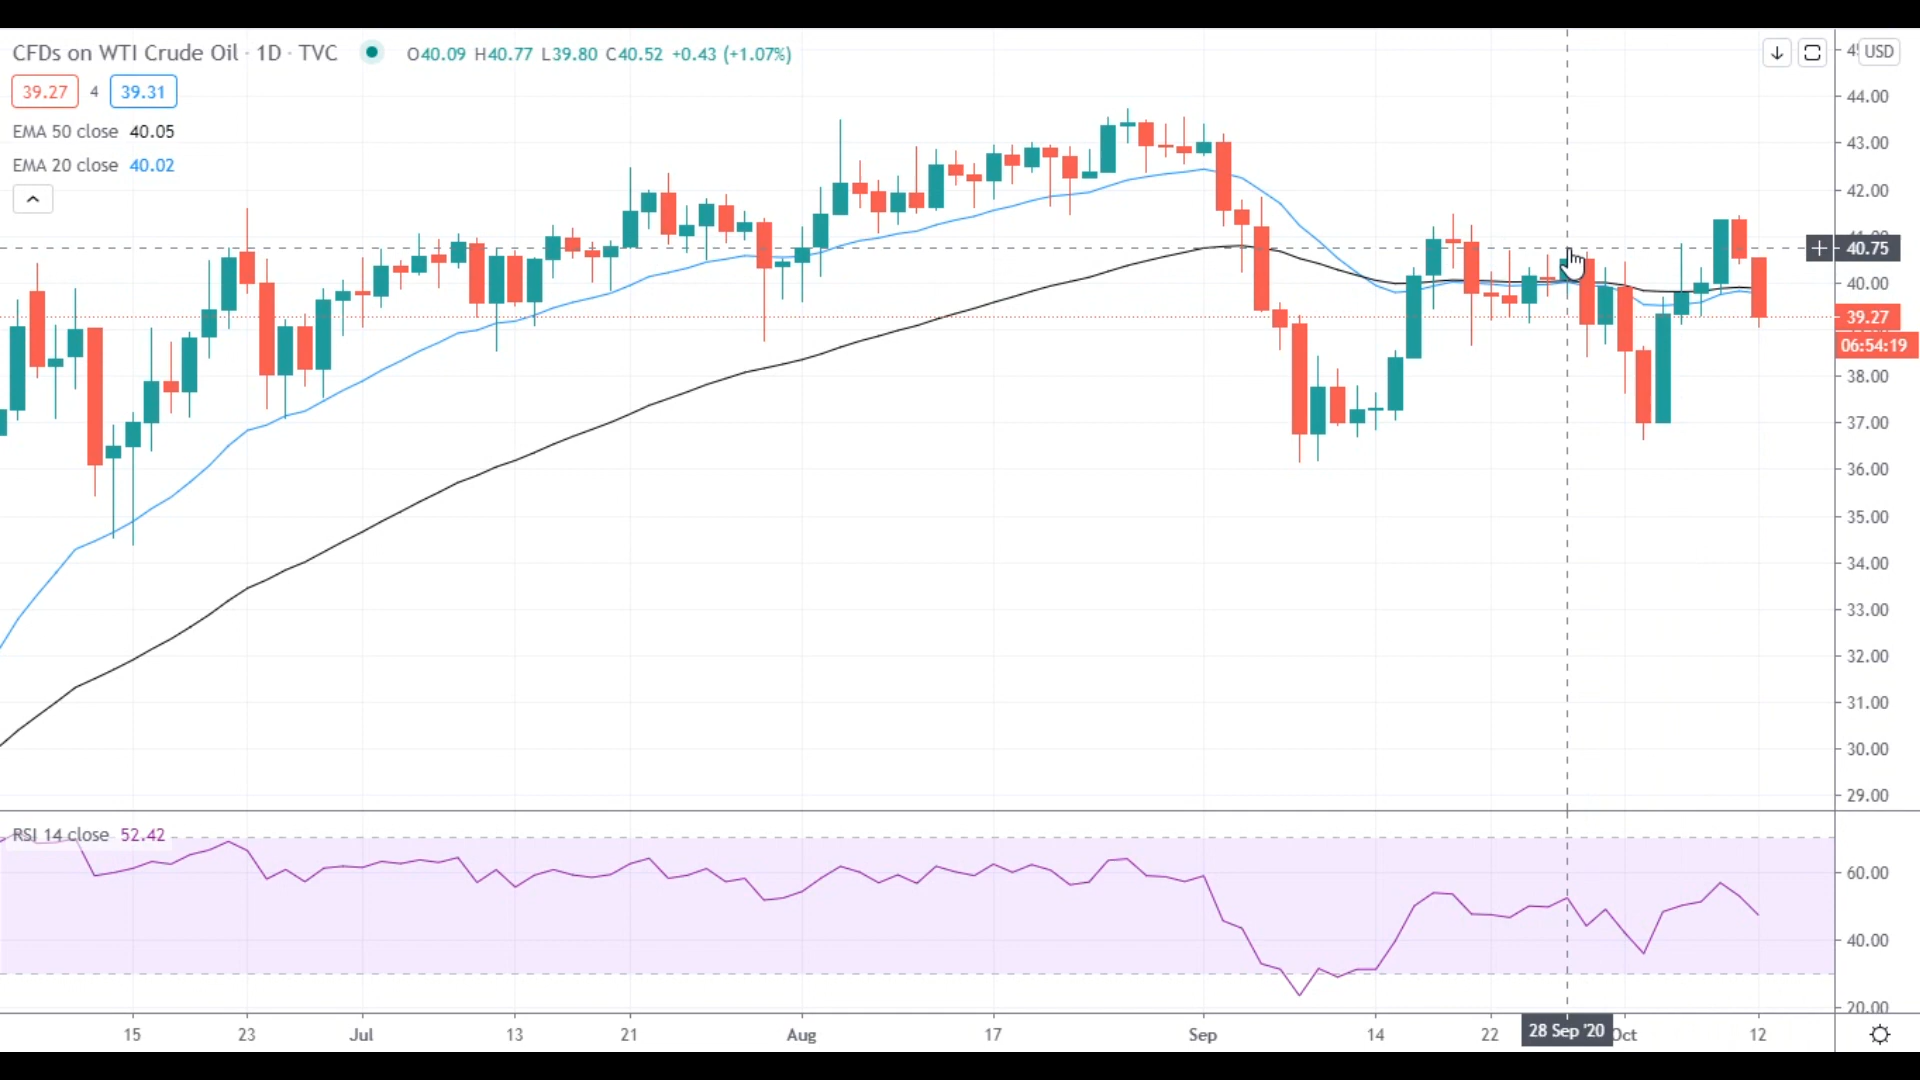 CFDs on WTI Crude Oil · 1D · TVC O40.09 H40.77 L39.80 C40.52 +0.43 (+1.07%)
39.27 4 39.31
EMA 50 close 40.05
EMA 20 close 40.02
USD
44.00
43.00
42.00
40.75
40.00
39.27
06:54:19
38.00
37.00
36.00
35.00
34.00
33.00
32.00
31.00
30.00
29.00
RSI 14 close 52.42
60.00
40.00
20.00
15 23 Jul 13 21 Aug 17 Sep 14 22 28 Sep '20 Oct 12